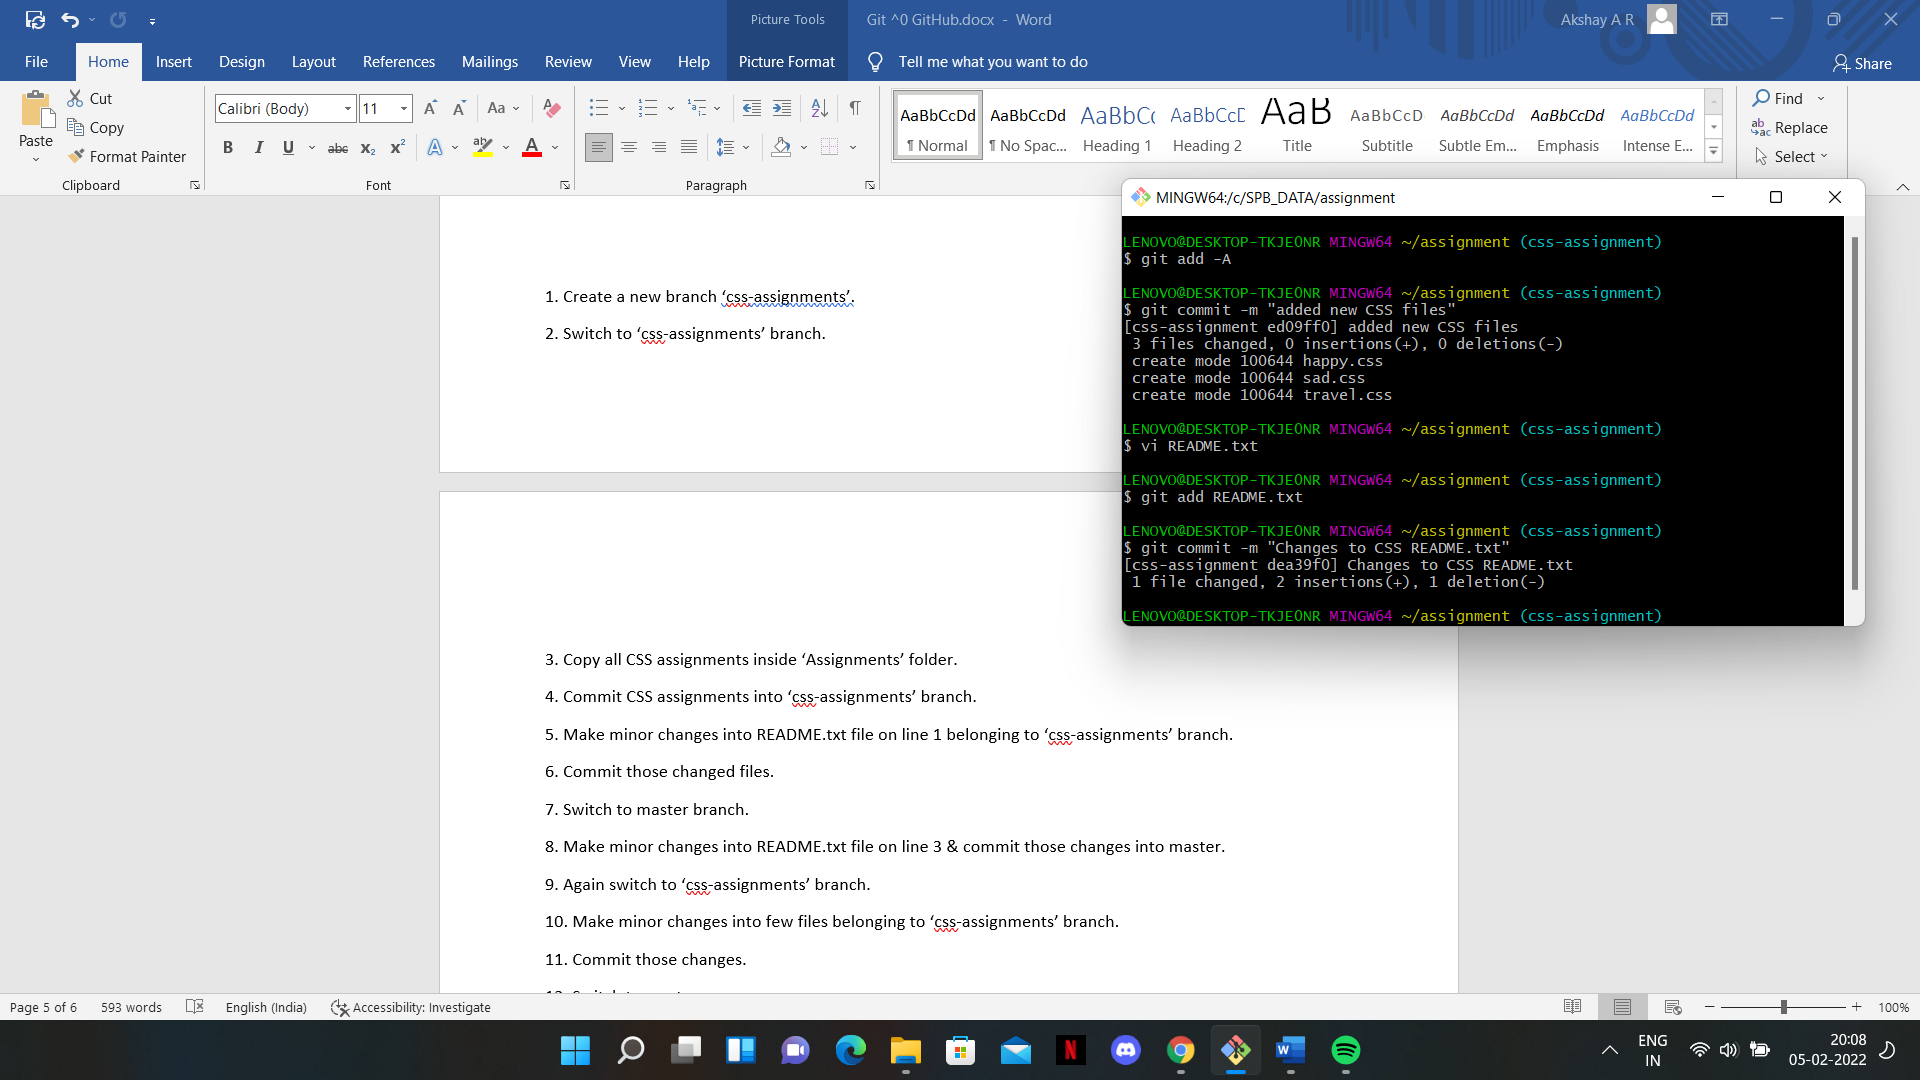 Picture Tools
Git ^0 GitHub.docx - Word
Akshay A R
File Home Insert Design Layout References Mailings Review View Help Picture Format Tell me what you want to do Share
Paste
Cut
Copy
Format Painter
Clipboard
Calibri (Body) 11
Font
Paragraph
AaBbCcDd AaBbCcDd AaBbC AaBbCcC AaB AaBbCcD AaBbCcDd AaBbCcDd AaBbCcDd
¶ Normal ¶ No Spac... Heading 1 Heading 2 Title Subtitle Subtle Em... Emphasis Intense E...
Find
Replace
Select
1. Create a new branch ‘css-assignments’.
2. Switch to ‘css-assignments’ branch.
MINGW64:/c/SPB_DATA/assignment
LENOVO@DESKTOP-TKJE0NR MINGW64 ~/assignment (css-assignment)
$ git add -A
LENOVO@DESKTOP-TKJE0NR MINGW64 ~/assignment (css-assignment)
$ git commit -m "added new CSS files"
[css-assignment ed09ff0] added new CSS files
3 files changed, 0 insertions(+), 0 deletions(-)
create mode 100644 happy.css
create mode 100644 sad.css
create mode 100644 travel.css
LENOVO@DESKTOP-TKJE0NR MINGW64 ~/assignment (css-assignment)
$ vi README.txt
LENOVO@DESKTOP-TKJE0NR MINGW64 ~/assignment (css-assignment)
$ git add README.txt
LENOVO@DESKTOP-TKJE0NR MINGW64 ~/assignment (css-assignment)
$ git commit -m "Changes to CSS README.txt"
[css-assignment dea39f0] Changes to CSS README.txt
1 file changed, 2 insertions(+), 1 deletion(-)
LENOVO@DESKTOP-TKJE0NR MINGW64 ~/assignment (css-assignment)
3. Copy all CSS assignments inside ‘Assignments’ folder.
4. Commit CSS assignments into ‘css-assignments’ branch.
5. Make minor changes into README.txt file on line 1 belonging to ‘css-assignments’ branch.
6. Commit those changed files.
7. Switch to master branch.
8. Make minor changes into README.txt file on line 3 & commit those changes into master.
9. Again switch to ‘css-assignments’ branch.
10. Make minor changes into few files belonging to ‘css-assignments’ branch.
11. Commit those changes.
Page 5 of 6 593 words English (India) Accessibility: Investigate 100%
ENG
IN
20:08
05-02-2022